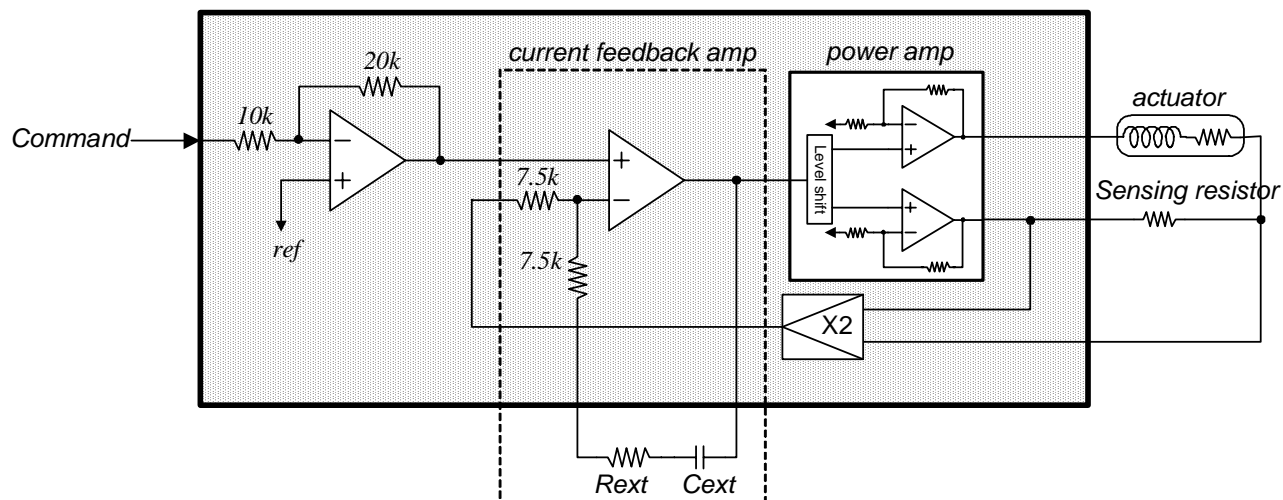 current feedback amp
power amp
20k
10k
actuator
Command
−
+
ref
+
−
7.5k
7.5k
Level shift
−
+
+
−
Sensing resistor
X2
Rext
Cext